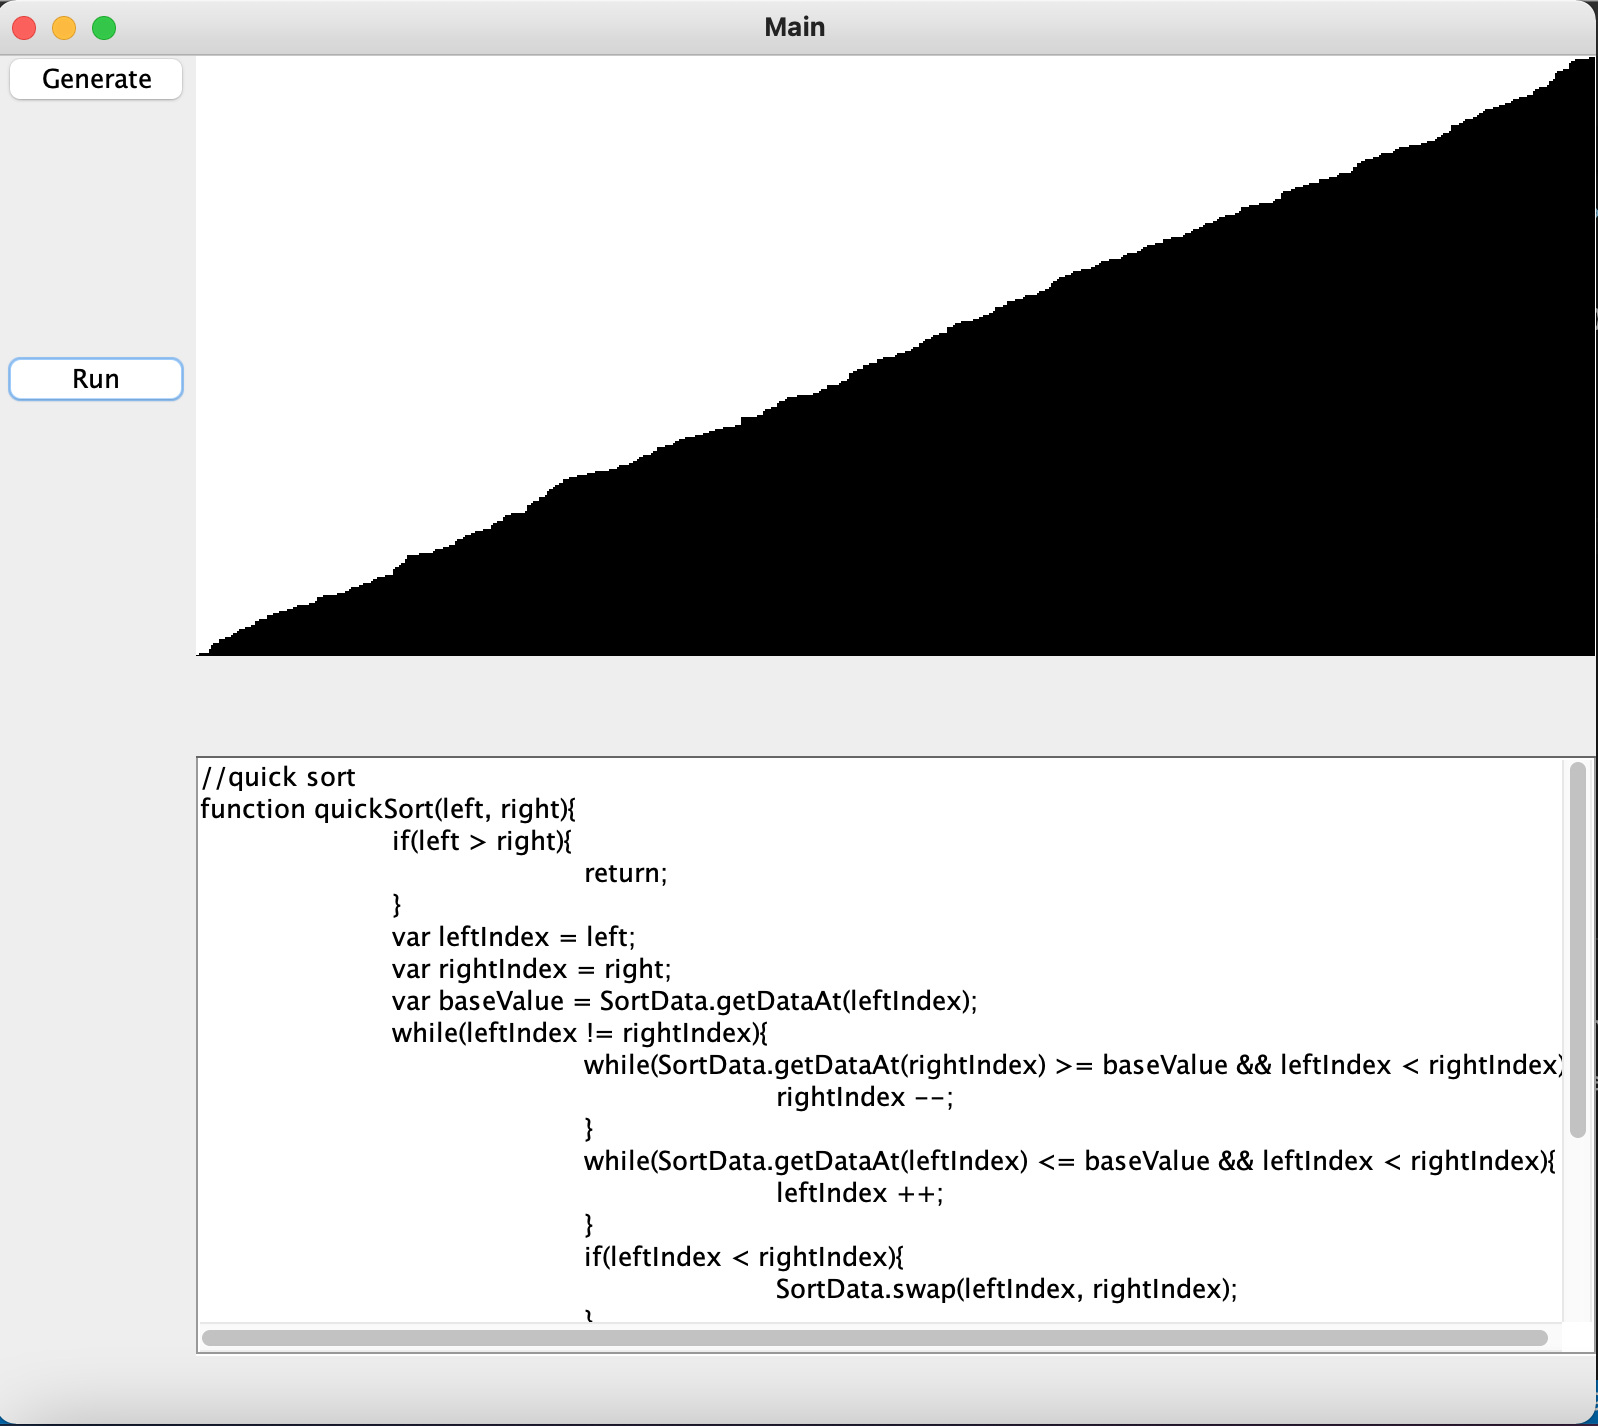 Main
Generate
Run
//quick sort
function quickSort(left, right){
if(left > right){
return;
}
var leftIndex = left;
var rightIndex = right;
var baseValue = SortData.getDataAt(leftIndex);
while(leftIndex != rightIndex){
while(SortData.getDataAt(rightIndex) >= baseValue && leftIndex < rightIndex)
rightIndex --;
}
while(SortData.getDataAt(leftIndex) <= baseValue && leftIndex < rightIndex){
leftIndex ++;
}
if(leftIndex < rightIndex){
SortData.swap(leftIndex, rightIndex);
}